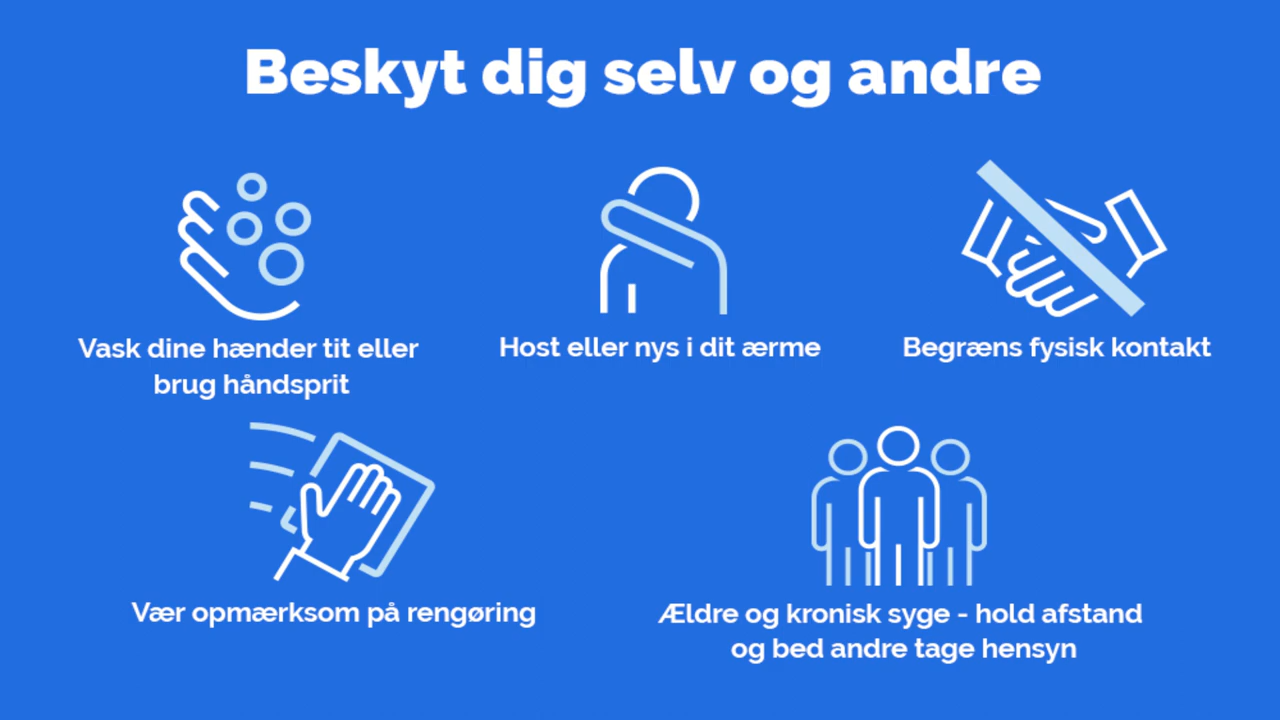 Beskyt dig selv og andre
Vask dine hænder tit eller
brug håndsprit
Host eller nys i dit ærme
Begræns fysisk kontakt
Vær opmærksom på rengøring
Ældre og kronisk syge - hold afstand
og bed andre tage hensyn